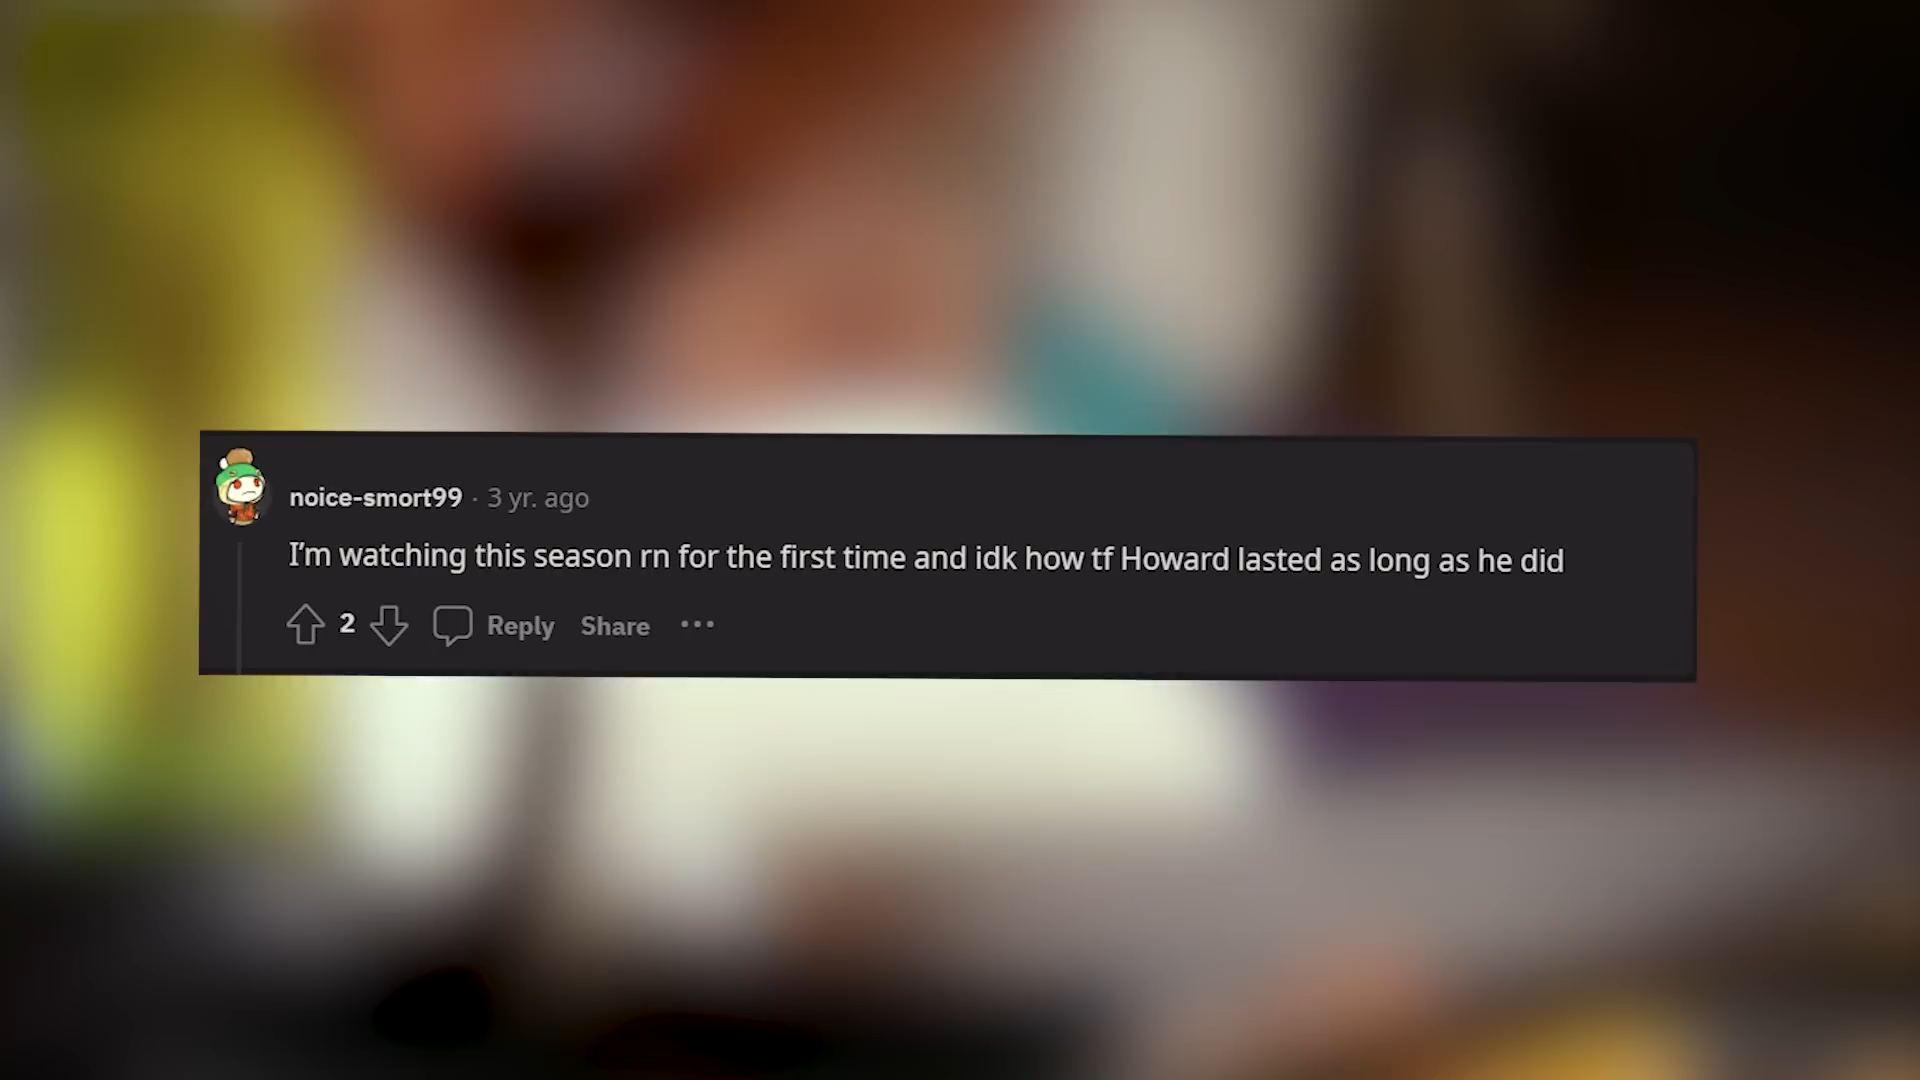 noice-smort99 · 3 yr. ago
I'm watching this season rn for the first time and idk how tf Howard lasted as long as he did
2 Reply Share ···